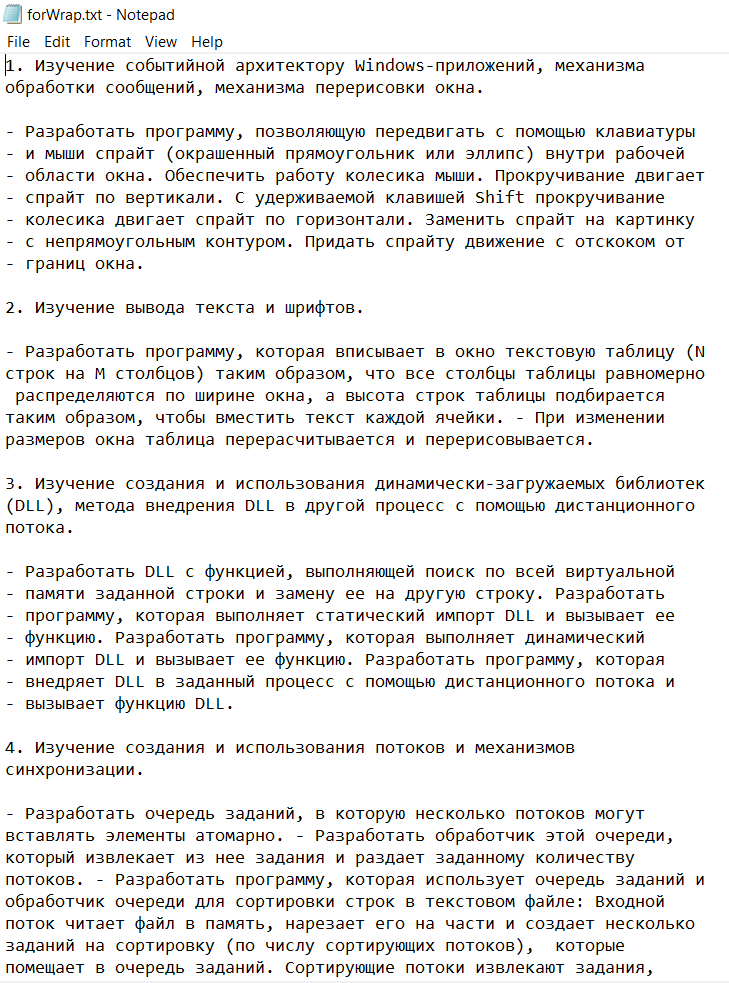 forWrap.txt - Notepad
File Edit Format View Help
1. Изучение событийной архитектору Windows-приложений, механизма
обработки сообщений, механизма перерисовки окна.
- Разработать программу, позволяющую передвигать с помощью клавиатуры
- и мыши спрайт (окрашенный прямоугольник или эллипс) внутри рабочей
- области окна. Обеспечить работу колесика мыши. Прокручивание двигает
- спрайт по вертикали. С удерживаемой клавишей Shift прокручивание
- колесика двигает спрайт по горизонтали. Заменить спрайт на картинку
- с непрямоугольным контуром. Придать спрайту движение с отскоком от
- границ окна.
2. Изучение вывода текста и шрифтов.
- Разработать программу, которая вписывает в окно текстовую таблицу (N
строк на M столбцов) таким образом, что все столбцы таблицы равномерно
распределяются по ширине окна, а высота строк таблицы подбирается
таким образом, чтобы вместить текст каждой ячейки. - При изменении
размеров окна таблица перерасчитывается и перерисовывается.
3. Изучение создания и использования динамически-загружаемых библиотек
(DLL), метода внедрения DLL в другой процесс с помощью дистанционного
потока.
- Разработать DLL с функцией, выполняющей поиск по всей виртуальной
- памяти заданной строки и замену ее на другую строку. Разработать
- программу, которая выполняет статический импорт DLL и вызывает ее
- функцию. Разработать программу, которая выполняет динамический
- импорт DLL и вызывает ее функцию. Разработать программу, которая
- внедряет DLL в заданный процесс с помощью дистанционного потока и
- вызывает функцию DLL.
4. Изучение создания и использования потоков и механизмов
синхронизации.
- Разработать очередь заданий, в которую несколько потоков могут
вставлять элементы атомарно. - Разработать обработчик этой очереди,
который извлекает из нее задания и раздает заданному количеству
потоков. - Разработать программу, которая использует очередь заданий и
обработчик очереди для сортировки строк в текстовом файле: Входной
поток читает файл в память, нарезает его на части и создает несколько
заданий на сортировку (по числу сортирующих потоков),  которые
помещает в очередь заданий. Сортирующие потоки извлекают задания,